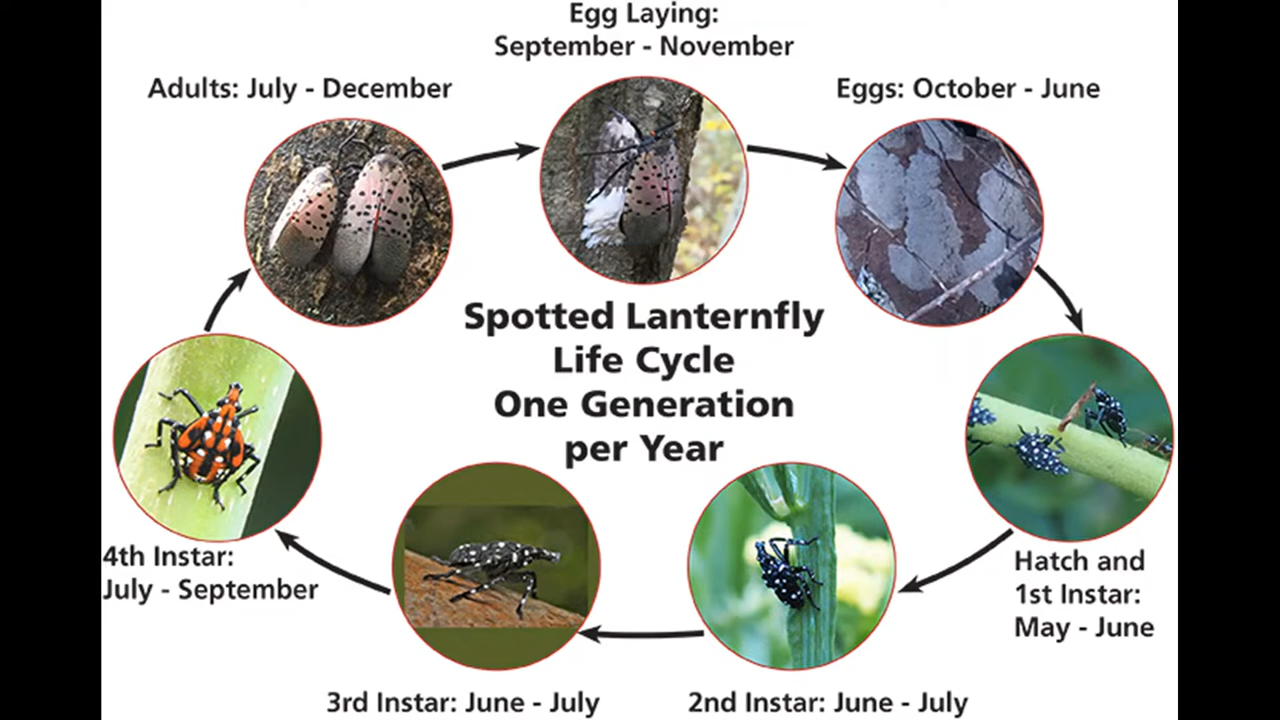 Egg Laying:
September - November
Adults: July - December
Eggs: October - June
Spotted Lanternfly
Life Cycle
One Generation
per Year
4th Instar:
July - September
Hatch and
1st Instar:
May - June
3rd Instar: June - July
2nd Instar: June - July